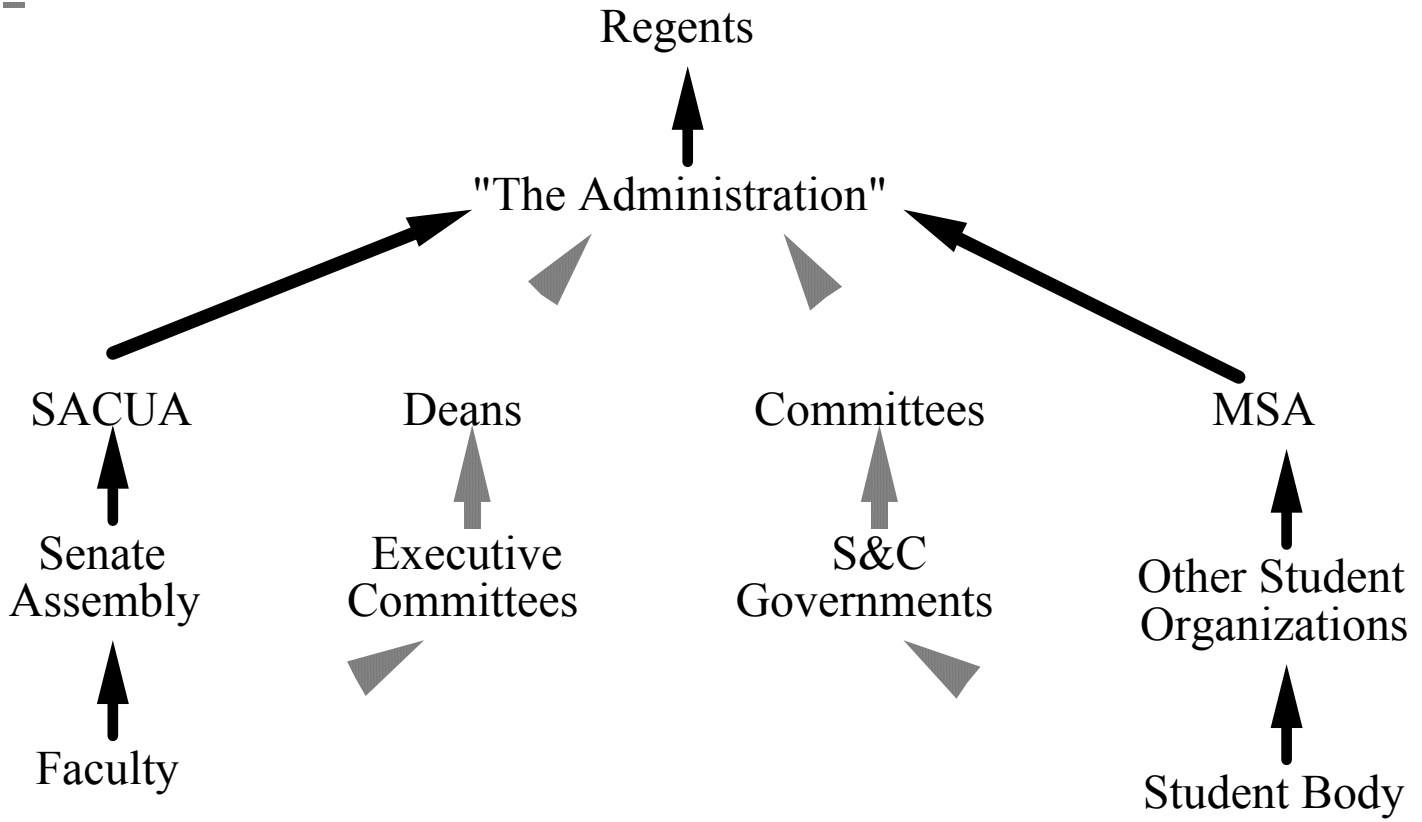 Regents
"The Administration"
SACUA
Deans
Committees
MSA
Senate
Assembly
Executive
Committees
S&C
Governments
Other Student
Organizations
Faculty
Student Body